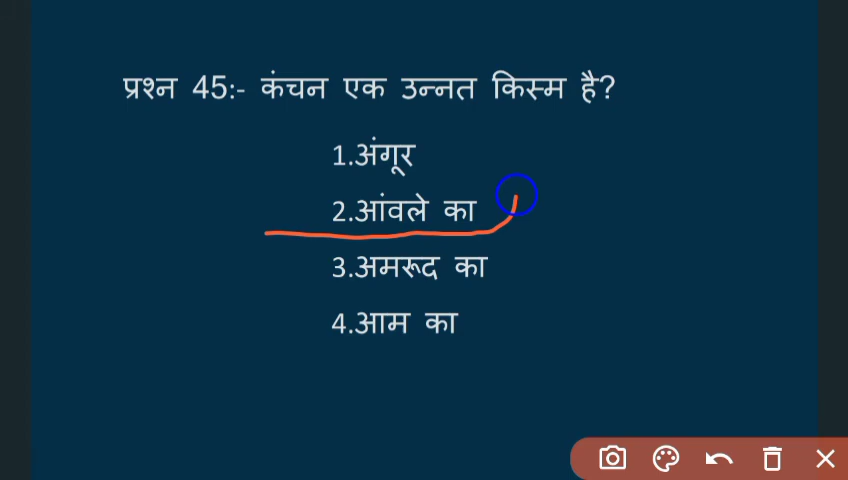 प्रश्न 45:- कंचन एक उन्नत किस्म है?
1.अंगूर
2.आंवले का
3.अमरूद का
4.आम का